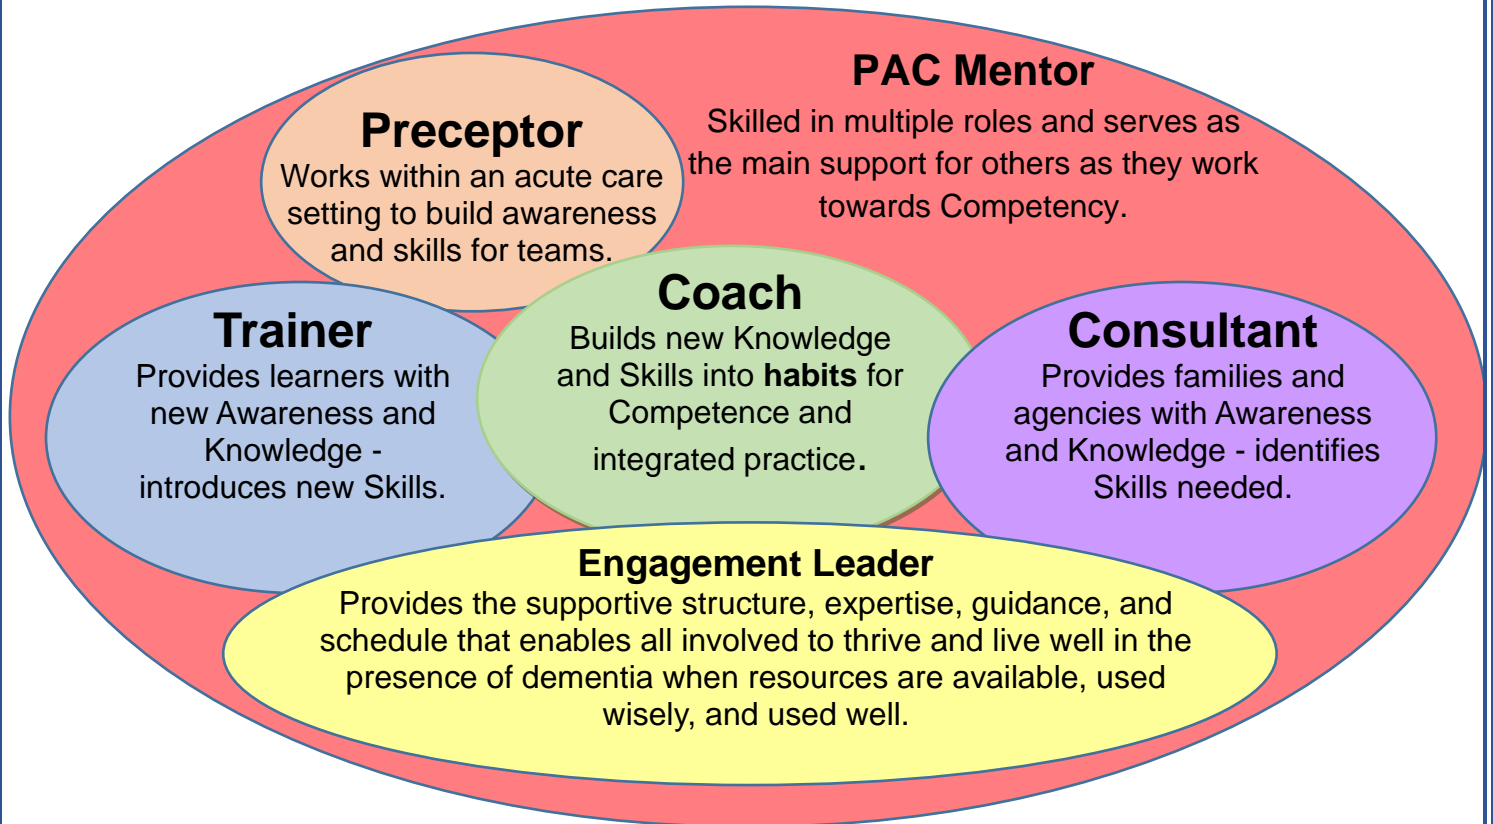 PAC Mentor
Skilled in multiple roles and serves as
the main support for others as they work
towards Competency.
Preceptor
Works within an acute care
setting to build awareness
and skills for teams.
Trainer
Provides learners with
new Awareness and
Knowledge -
introduces new Skills.
Coach
Builds new Knowledge
and Skills into habits for
Competence and
integrated practice.
Consultant
Provides families and
agencies with Awareness
and Knowledge - identifies
Skills needed.
Engagement Leader
Provides the supportive structure, expertise, guidance, and
schedule that enables all involved to thrive and live well in the
presence of dementia when resources are available, used
wisely, and used well.